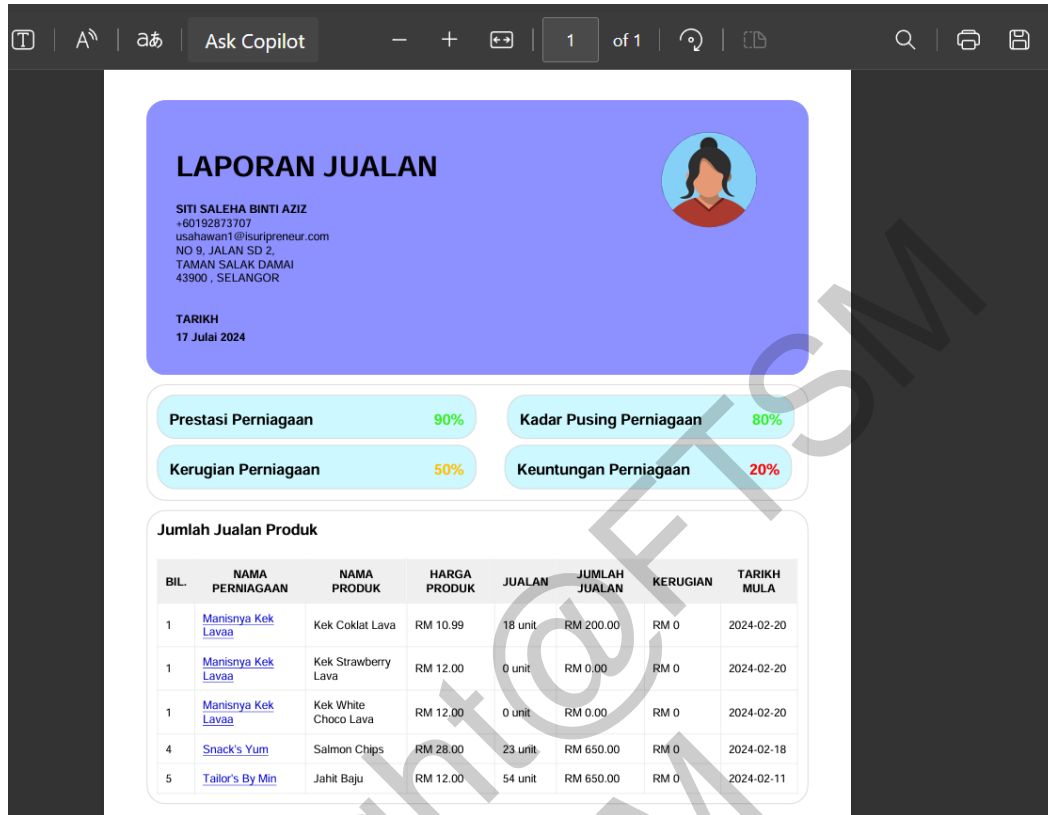 Ask Copilot
1 of 1
LAPORAN JUALAN
SITI SALEHA BINTI AZIZ
+60192873707
usahawan1@isuripreneur.com
NO 9, JALAN SD 2,
TAMAN SALAK DAMAI
43900 , SELANGOR
TARIKH
17 Julai 2024
Prestasi Perniagaan 90%
Kadar Pusing Perniagaan 80%
Kerugian Perniagaan 50%
Keuntungan Perniagaan 20%
Jumlah Jualan Produk
BIL. NAMA PERNIAGAAN NAMA PRODUK HARGA PRODUK JUALAN JUMLAH JUALAN KERUGIAN TARIKH MULA
1 Manisnya Kek Lavaa Kek Coklat Lava RM 10.99 18 unit RM 200.00 RM 0 2024-02-20
1 Manisnya Kek Lavaa Kek Strawberry Lava RM 12.00 0 unit RM 0.00 RM 0 2024-02-20
1 Manisnya Kek Lavaa Kek White Choco Lava RM 12.00 0 unit RM 0.00 RM 0 2024-02-20
4 Snack's Yum Salmon Chips RM 28.00 23 unit RM 650.00 RM 0 2024-02-18
5 Tailor's By Min Jahit Baju RM 12.00 54 unit RM 650.00 RM 0 2024-02-11
ht@FTSM
M